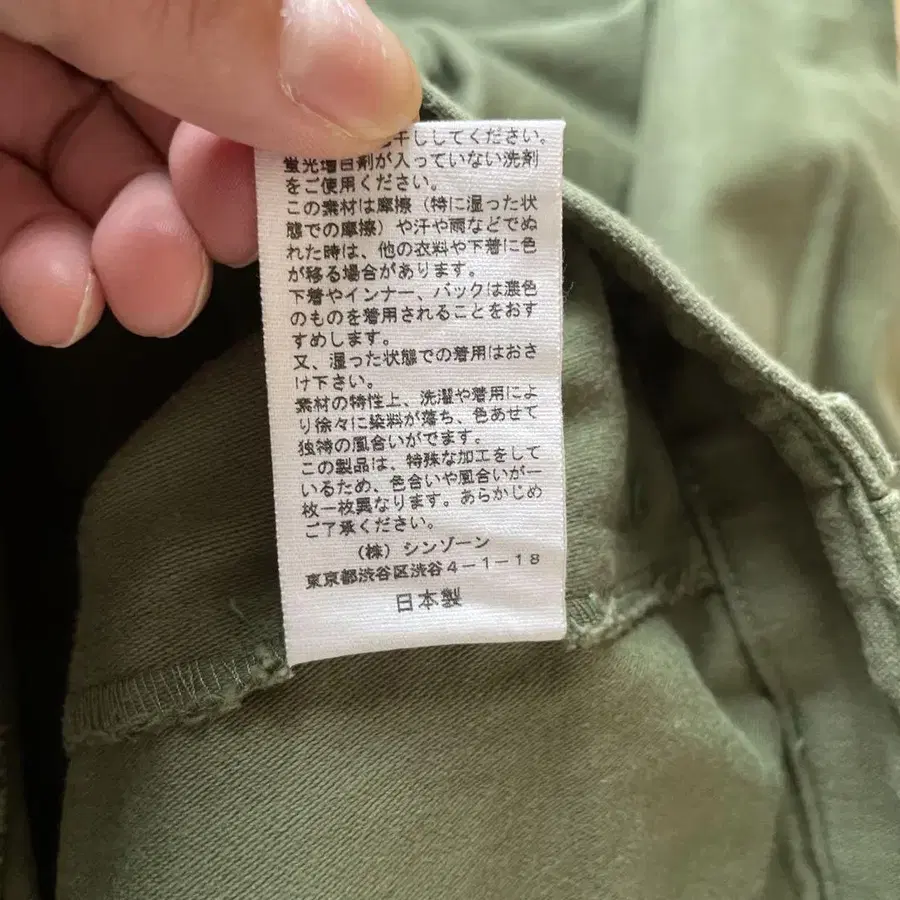 干ししてください。
蛍光増白剤が入っていない洗剤
をご使用ください。
この素材は摩擦（特に湿った状
態での摩擦）や汗や雨などでぬ
れた時は、他の衣料や下着に色
が移る場合があります。
下着やインナー、バックは濃色
のものを着用されることをおす
すめします。
又、湿った状態での着用はおさ
け下さい。
素材の特性上、洗濯や着用によ
り徐々に染料が落ち、色あせて
独特の風合いがでます。
この製品は、特殊な加工をして
いるため、色合いや風合いが一
枚一枚異なります。あらかじめ
ご了承ください。
（株）シンゾーン
東京都渋谷区渋谷４－１－１８
日本製